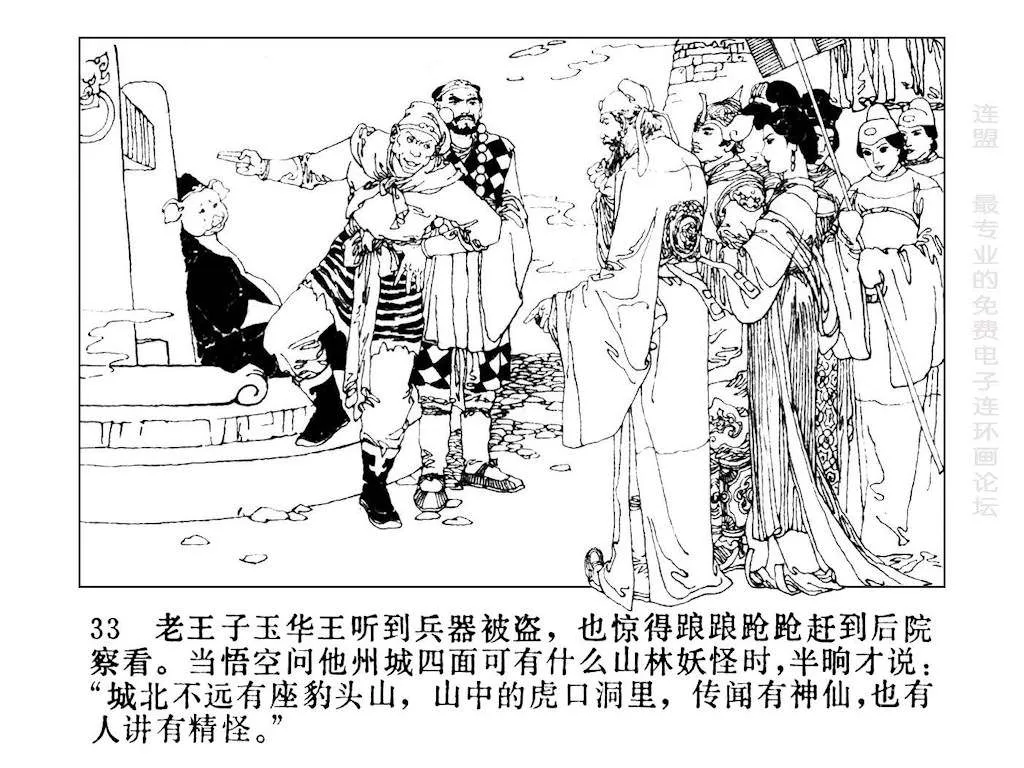 33 老王子玉华王听到兵器被盗，也惊得踉踉跄跄赶到后院
察看。当悟空问他州城四面可有什么山林妖怪时，半晌才说：
“城北不远有座豹头山，山中的虎口洞里，传闻有神仙，也有
人讲有精怪。”
连盟 最专业的免费电子连环画论坛